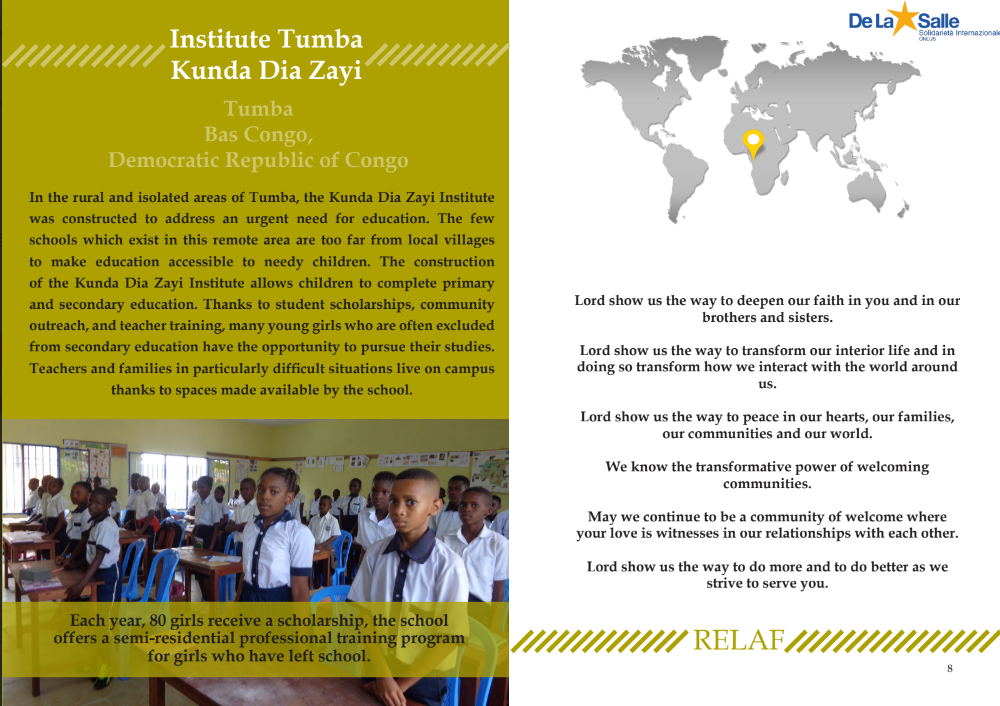 Institute Tumba
Kunda Dia Zayi
Tumba
Bas Congo,
Democratic Republic of Congo
In the rural and isolated areas of Tumba, the Kunda Dia Zayi Institute
was constructed to address an urgent need for education. The few
schools which exist in this remote area are too far from local villages
to make education accessible to needy children. The construction
of the Kunda Dia Zayi Institute allows children to complete primary
and secondary education. Thanks to student scholarships, community
outreach, and teacher training, many young girls who are often excluded
from secondary education have the opportunity to pursue their studies.
Teachers and families in particularly difficult situations live on campus
thanks to spaces made available by the school.
Each year, 80 girls receive a scholarship, the school
offers a semi-residential professional training program
for girls who have left school.
De La Salle
Solidarietà Internazionale
ONLUS
Lord show us the way to deepen our faith in you and in our
brothers and sisters.
Lord show us the way to transform our interior life and in
doing so transform how we interact with the world around
us.
Lord show us the way to peace in our hearts, our families,
our communities and our world.
We know the transformative power of welcoming
communities.
May we continue to be a community of welcome where
your love is witnesses in our relationships with each other.
Lord show us the way to do more and to do better as we
strive to serve you.
RELAF
8